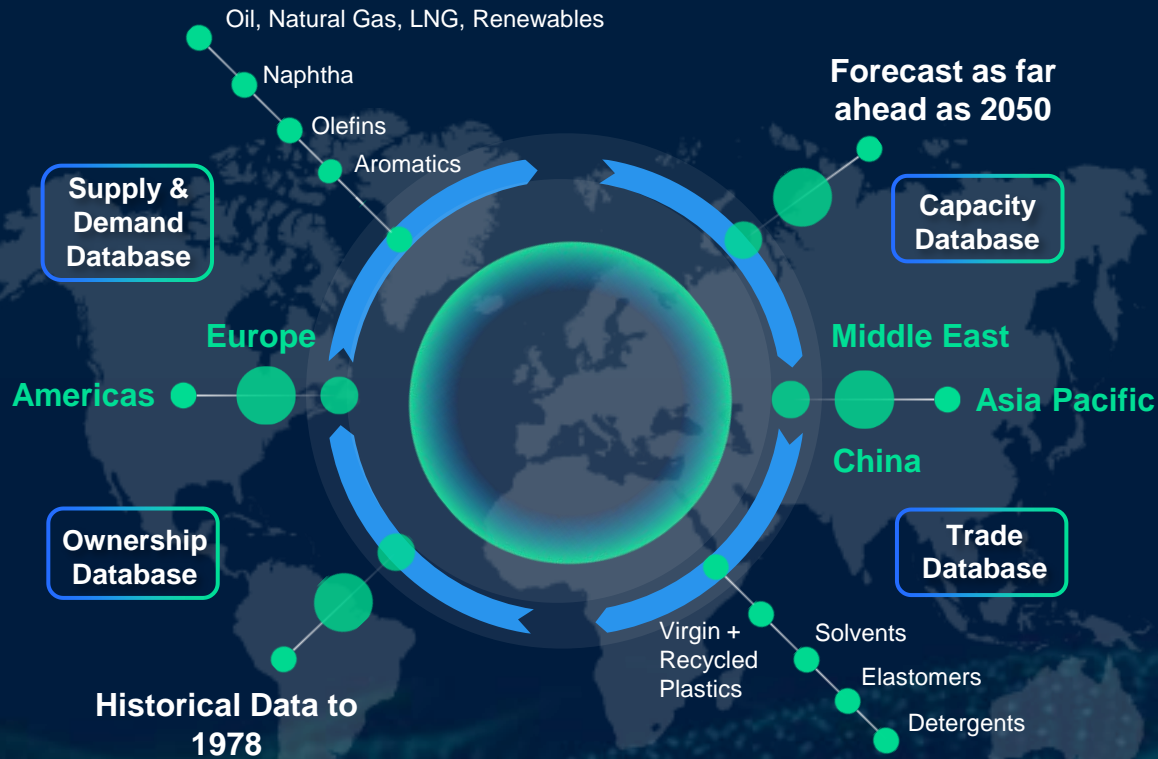 Oil, Natural Gas, LNG, Renewables
Naphtha
Olefins
Aromatics
Forecast as far
ahead as 2050
Supply &
Demand
Database
Capacity
Database
Europe
Americas
Middle East
Asia Pacific
China
Ownership
Database
Trade
Database
Historical Data to
1978
Virgin +
Recycled
Plastics
Solvents
Elastomers
Detergents